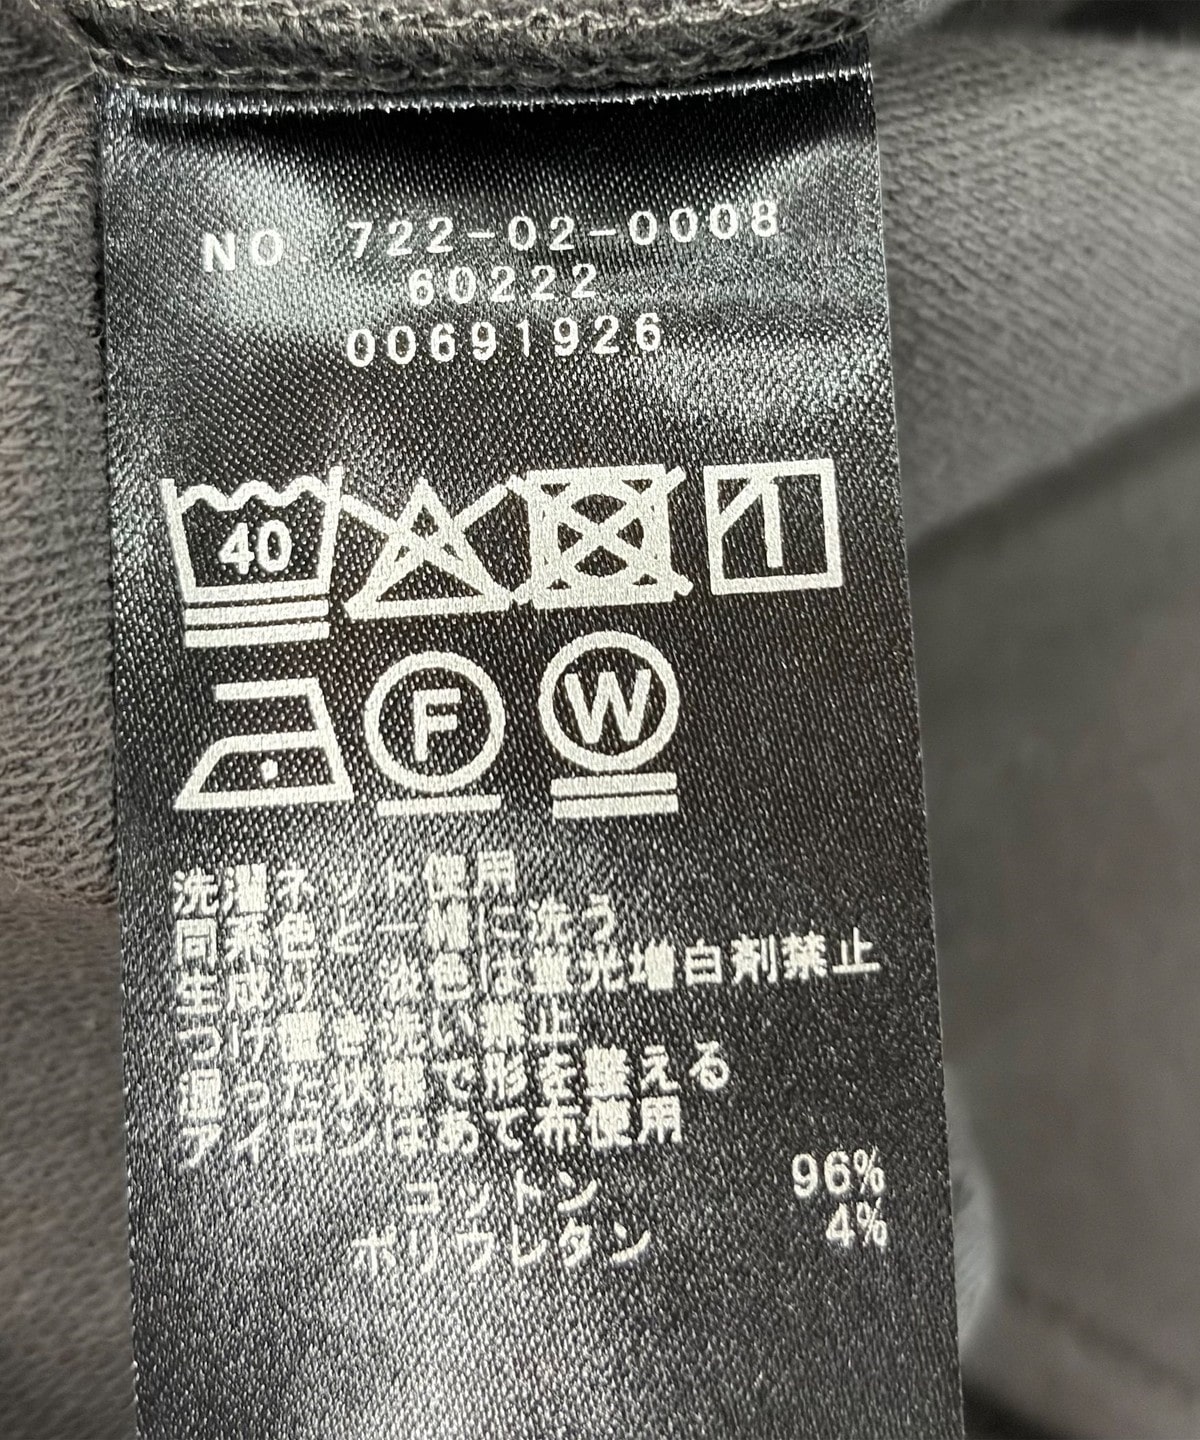 NO. 722-02-0008
60222
00691926
40
F
W
洗濯ネット使用
同系色と一緒に洗う
生成り、淡色は蛍光増白剤禁止
つけ置き洗い禁止
湿った状態で形を整える
アイロンはあて布使用
コットン 96%
ポリウレタン 4%